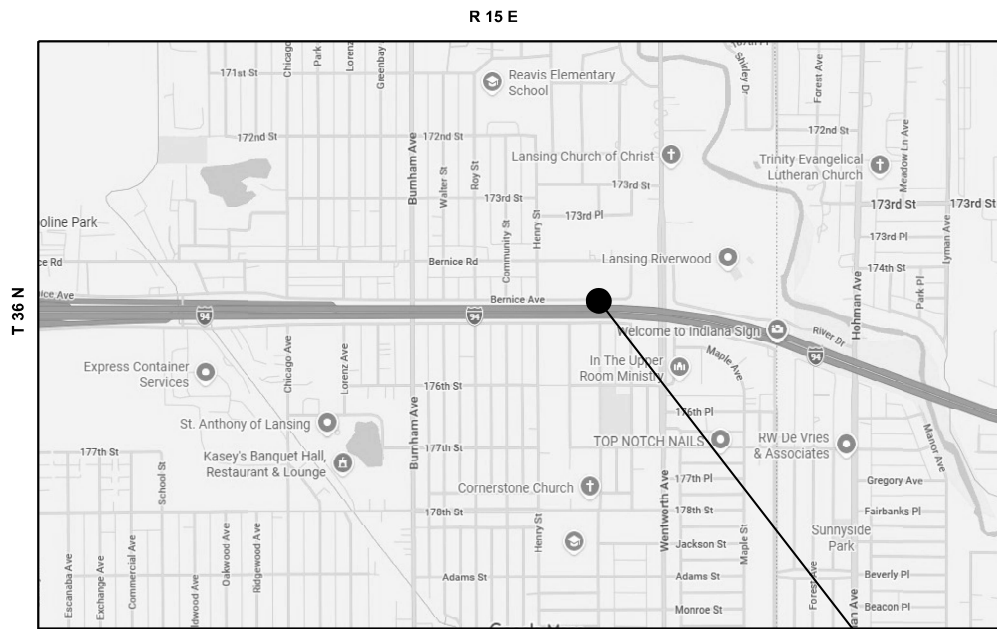 R 15 E
T 36 N
171st St
Park
Lorenz
Greenbay
Reavis Elementary
School
Shirley Dr
Forest Ave
172nd St
172nd St
172nd St
Burnham Ave
Walter St
Roy St
Lansing Church of Christ
Trinity Evangelical
Lutheran Church
Meadow Ln Ave
173rd St
173rd St
173rd St
173rd St
173rd Pl
173rd Pl
Community St
Henry St
Lyman Ave
oline Park
ce Rd
Bernice Rd
Lansing Riverwood
174th St
Park Pl
Hohman Ave
ice Ave
Bernice Ave
94
94
94
Welcome to Indiana Sign
River Dr
Express Container
Services
Chicago Ave
Lorenz Ave
In The Upper
Room Ministry
Maple Ave
176th St
176th Pl
St. Anthony of Lansing
Burnham Ave
TOP NOTCH NAILS
RW De Vries
& Associates
Manor Ave
177th St
177th St
Kasey's Banquet Hall,
Restaurant & Lounge
School St
Cornerstone Church
177th Pl
Gregory Ave
178th St
178th St
Fairbanks Pl
Wentworth Ave
Henry St
Maple St
Jackson St
Sunnyside
Park
Escanaba Ave
Exchange Ave
Commercial Ave
Oakwood Ave
Ridgewood Ave
Adams St
Adams St
Beverly Pl
Forest Ave
Monroe St
Beacon Pl